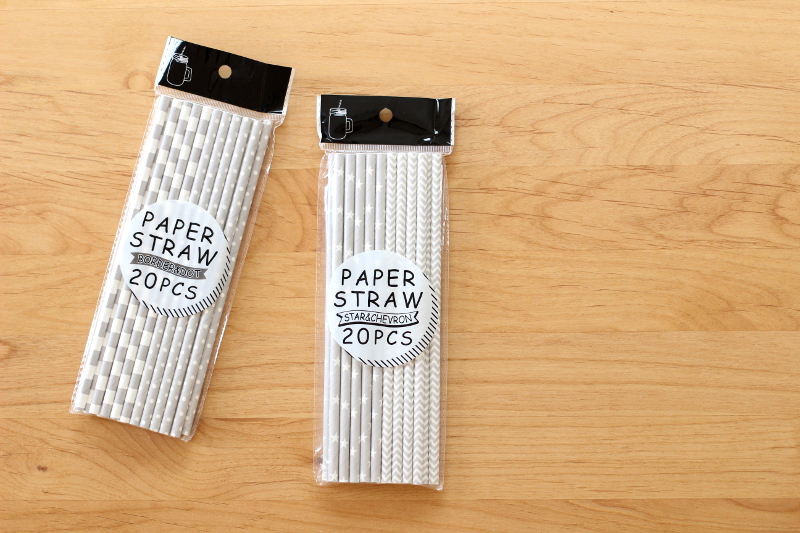 PAPER
STRAW
BORDER&DOT
20PCS
PAPER
STRAW
STAR&CHEVRON
20PCS